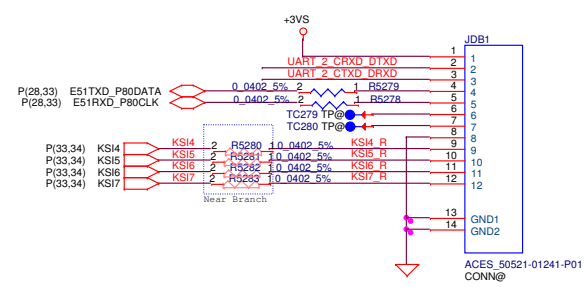 +3VS
JDB1
1 1
UART_2_CRXD_DTXD 2 2
UART_2_CTXD_DRXD 3 3
P(28,33) E51TXD_P80DATA 0_0402_5% 2 1 R5279 4 4
P(28,33) E51RXD_P80CLK 0_0402_5% 2 1 R5278 5 5
TC279 TP@ 6 6
TC280 TP@ 7 7
8 8
P(33,34) KSI4 KSI4 2 R5280 1 0_0402_5% KSI4_R 9 9
P(33,34) KSI5 KSI5 2 R5281 1 0_0402_5% KSI5_R 10 10
P(33,34) KSI6 KSI6 2 R5282 1 0_0402_5% KSI6_R 11 11
P(33,34) KSI7 KSI7 2 R5283 1 0_0402_5% KSI7_R 12 12
Near Branch
13 GND1
14 GND2
ACES_50521-01241-P01
CONN@